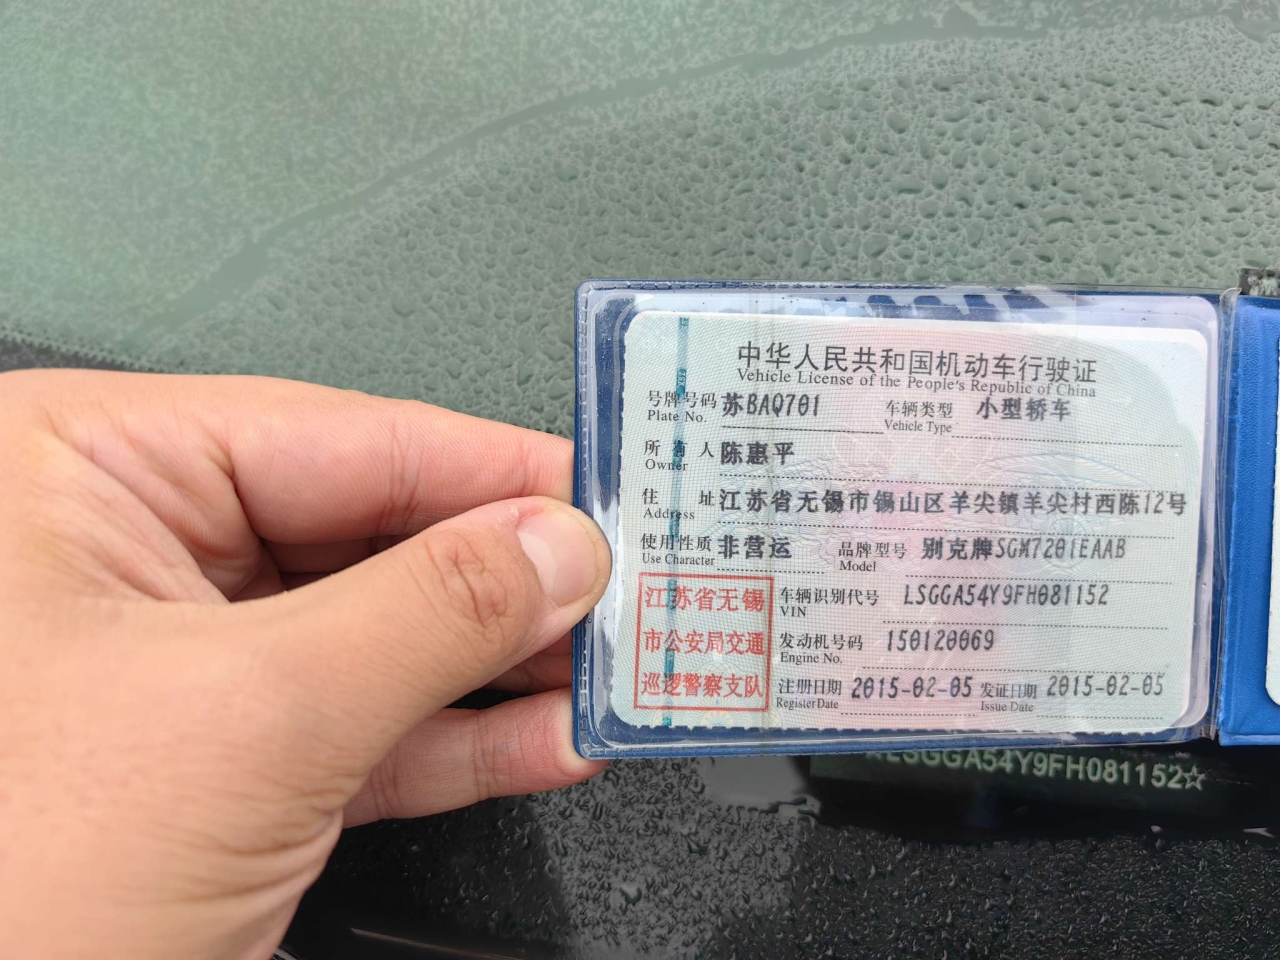 中华人民共和国机动车行驶证
Vehicle License of the People's Republic of China
号牌号码 苏BAQ701 车辆类型 小型轿车
Plate No. Vehicle Type
所有人 陈惠平
Owner
住址 江苏省无锡市锡山区羊尖镇羊尖村西陈12号
Address
使用性质 非营运 品牌型号 别克牌SGM7201EAAB
Use Character Model
江苏省无锡 车辆识别代号 LSGGA54Y9FH081152
VIN
市公安局交通 发动机号码 150120069
Engine No.
巡逻警察支队 注册日期 2015-02-05 发证日期 2015-02-05
Register Date Issue Date
LSGGA54Y9FH081152☆